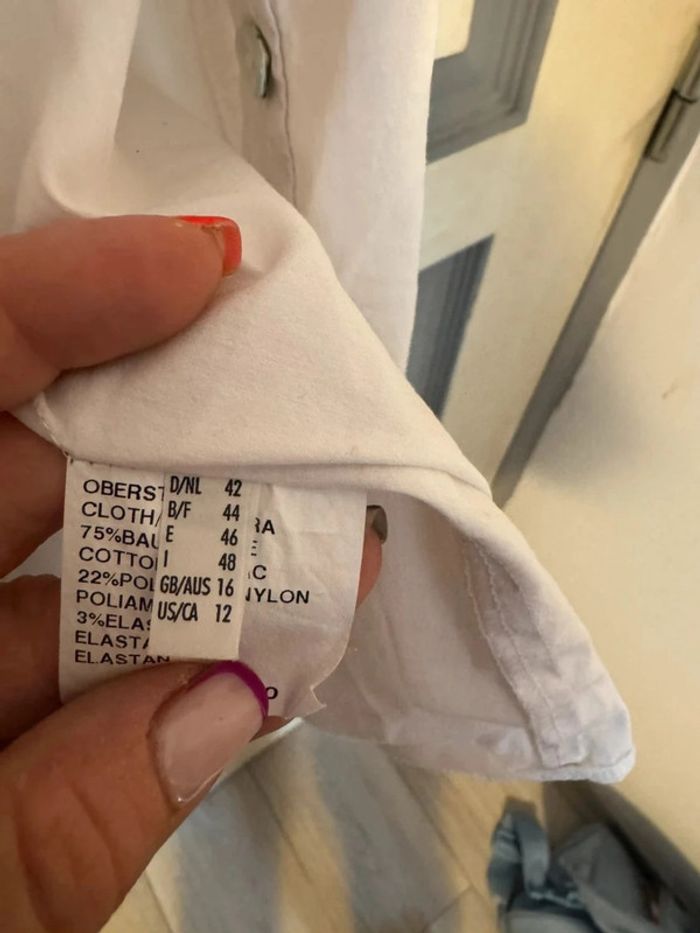 D/NL 42
B/F 44
E 46
I 48
GB/AUS 16
US/CA 12
OBERST
CLOTH/
75%BAU
COTTO
22%POL NYLON
POLIAM
3%ELAS
ELASTA
ELASTAN